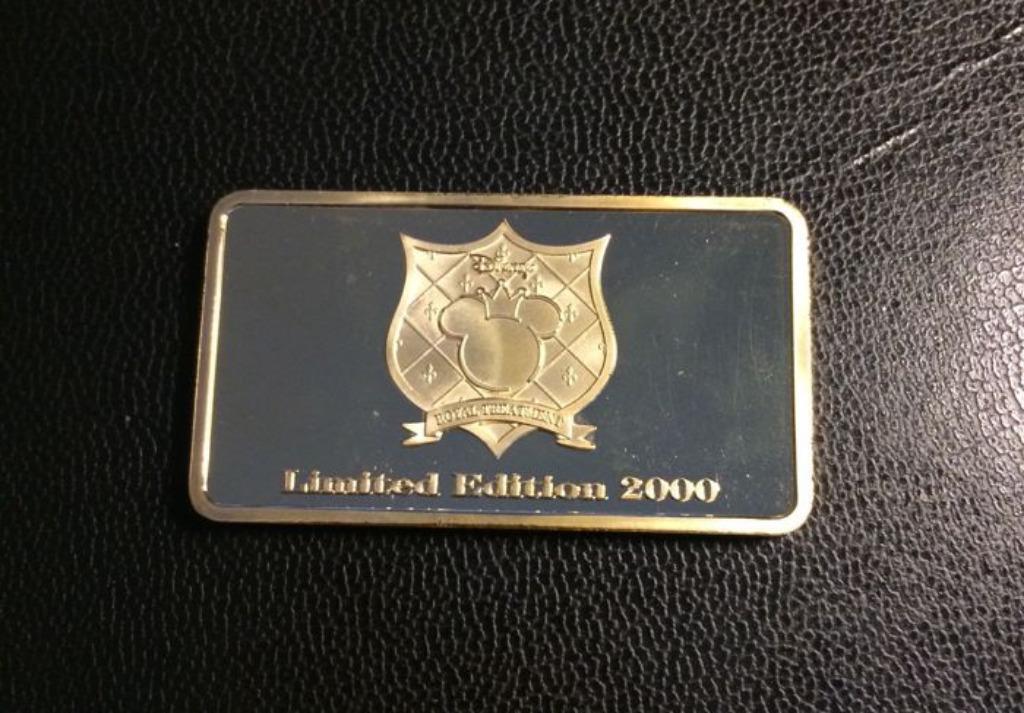 Disney
ROYAL TREATMENT
Limited Edition 2000